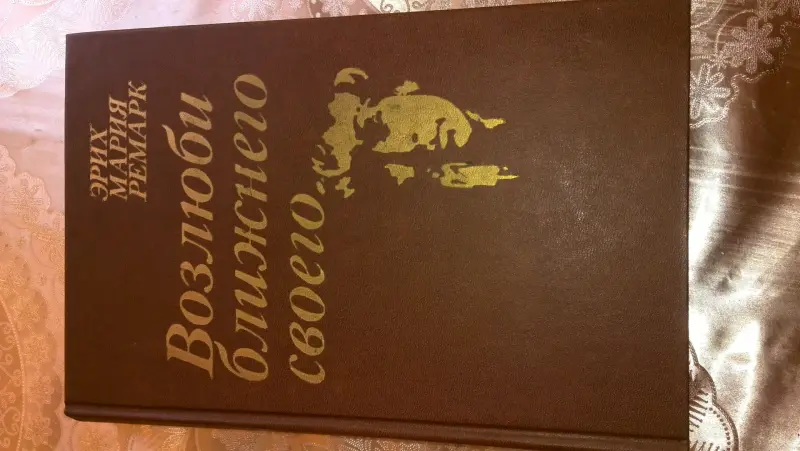 ЭРИХ
МАРИЯ
РЕМАРК
Возлюби
ближнего
своего